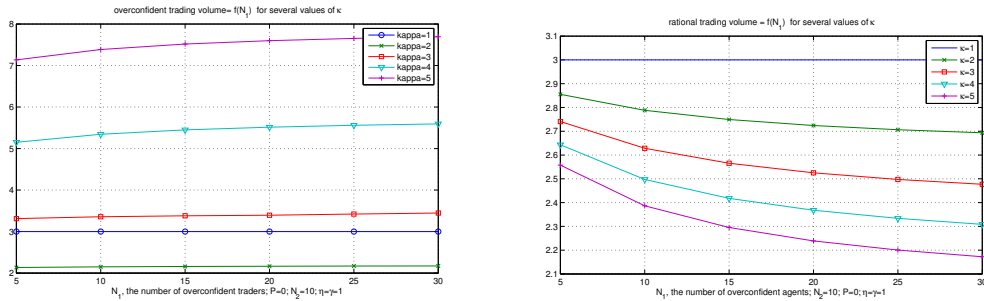 overconfident trading volume= f(N₁) for several values of κ
8
7
6
5
4
3
2
5
10
15
20
25
30
kappa=1
kappa=2
kappa=3
kappa=4
kappa=5
N₁, the number of overconfident traders; P=0; N₂=10; η=γ=1
rational trading volume = f(N₁) for several values of κ
3.1
3
2.9
2.8
2.7
2.6
2.5
2.4
2.3
2.2
2.1
5
10
15
20
25
30
κ=1
κ=2
κ=3
κ=4
κ=5
N₁, the number of overconfident agents; N₂=10; P=0; η=γ=1